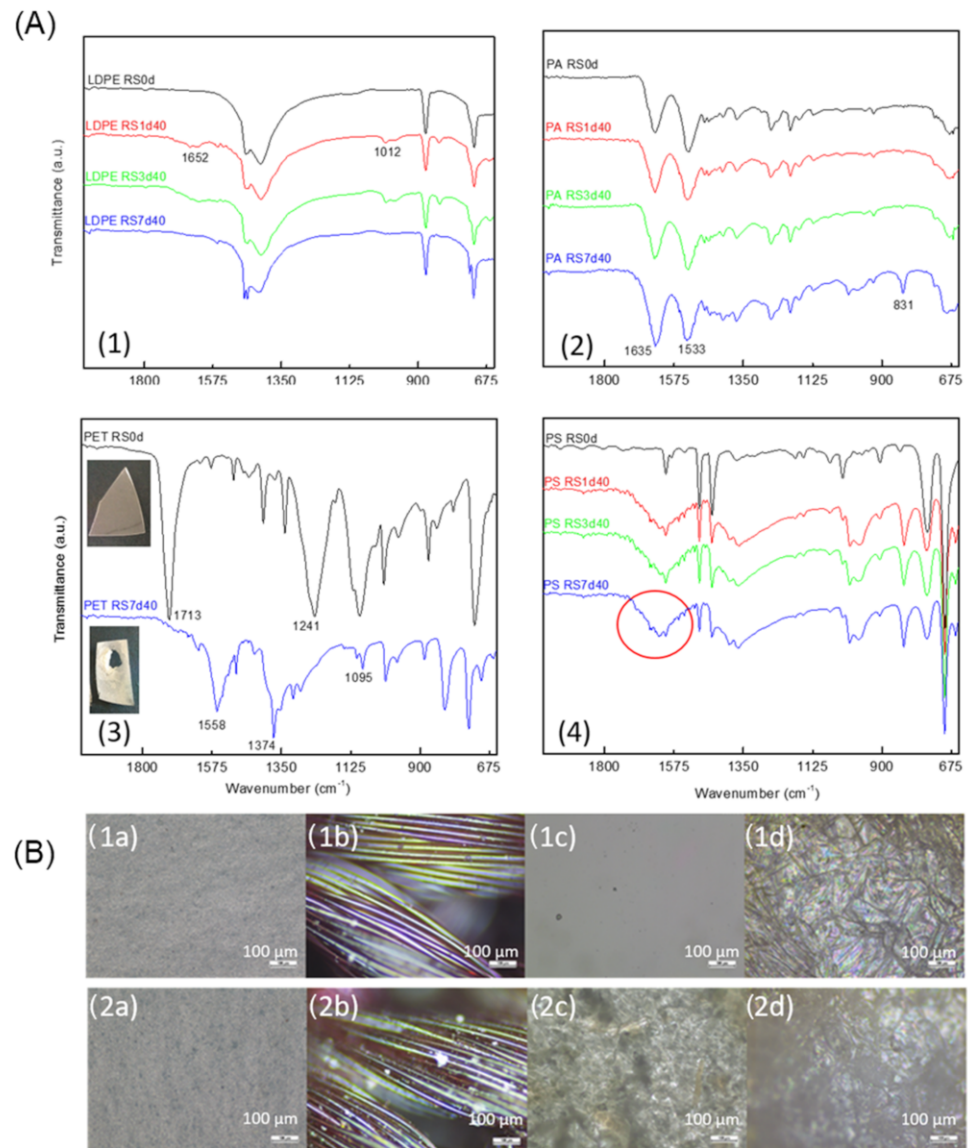 (A)
LDPE RS0d
LDPE RS1d40
1652
1012
LDPE RS3d40
LDPE RS7d40
Transmittance (a.u.)
(1)
1800 1575 1350 1125 900 675
PA RS0d
PA RS1d40
PA RS3d40
PA RS7d40
831
1635
1533
(2)
1800 1575 1350 1125 900 675
PET RS0d
1713
1241
PET RS7d40
1095
1558
1374
Transmittance (a.u.)
(3)
1800 1575 1350 1125 900 675
Wavenumber (cm⁻¹)
PS RS0d
PS RS1d40
PS RS3d40
PS RS7d40
(4)
1800 1575 1350 1125 900 675
Wavenumber (cm⁻¹)
(B)
(1a) (1b) (1c) (1d)
100 μm 100 μm 100 μm 100 μm
(2a) (2b) (2c) (2d)
100 μm 100 μm 100 μm 100 μm